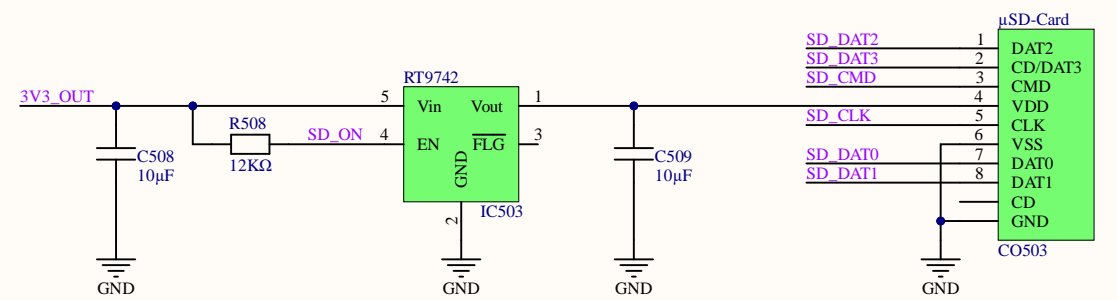 µSD-Card
SD_DAT2 1 DAT2
SD_DAT3 2 CD/DAT3
SD_CMD 3 CMD
RT9742
3V3_OUT 5 Vin Vout 1 4 VDD
R508
SD_CLK 5 CLK
SD_ON 4 EN FLG 3
6 VSS
12KΩ
C508
10µF
GND
C509
10µF
SD_DAT0 7 DAT0
SD_DAT1 8 DAT1
CD
IC503
2
GND
CO503
GND
GND
GND
GND